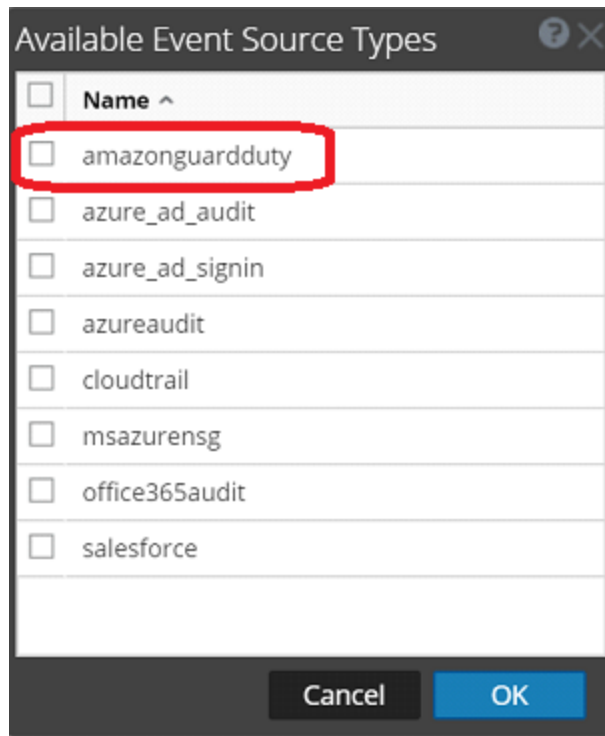 Available Event Source Types
Name
amazonguardduty
azure_ad_audit
azure_ad_signin
azureaudit
cloudtrail
msazurensg
office365audit
salesforce
Cancel OK